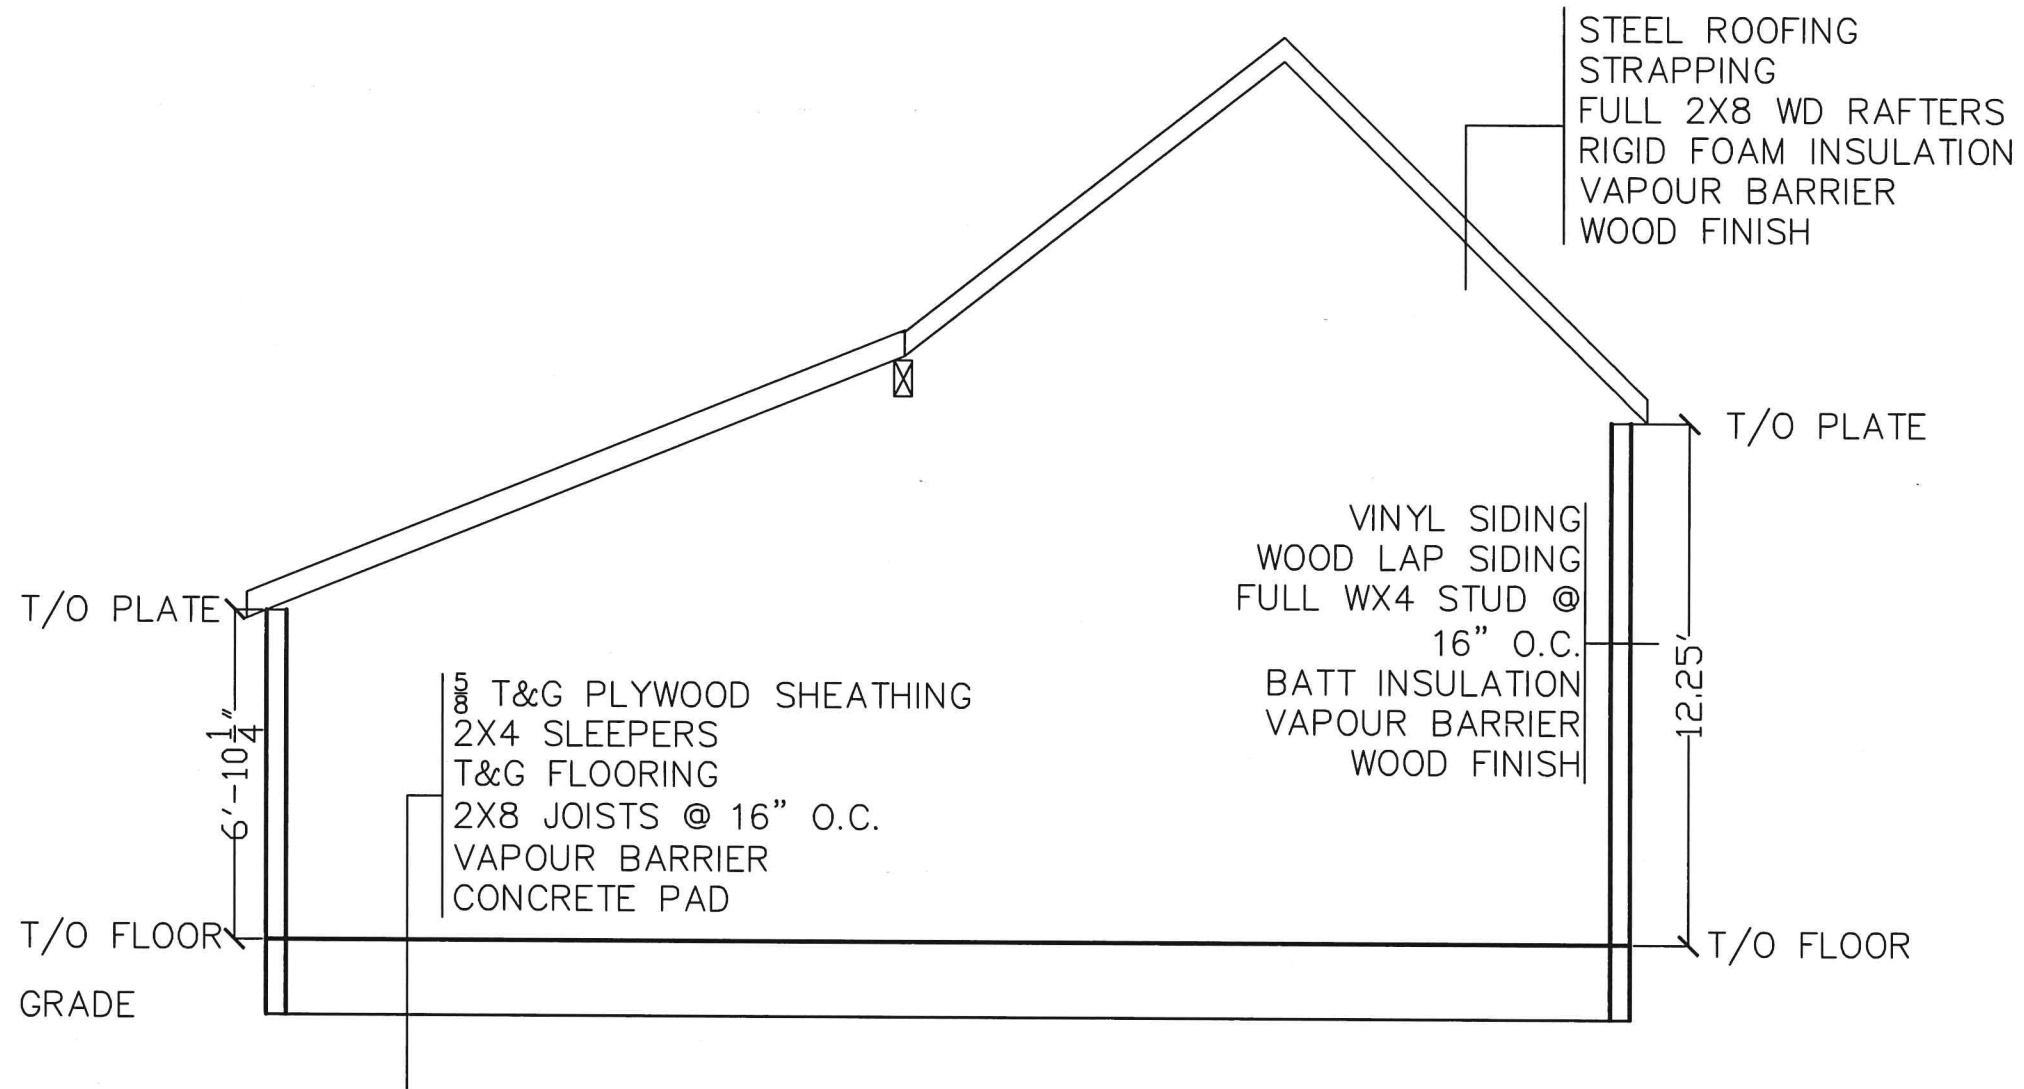 STEEL ROOFING
STRAPPING
FULL 2X8 WD RAFTERS
RIGID FOAM INSULATION
VAPOUR BARRIER
WOOD FINISH
T/O PLATE
VINYL SIDING
WOOD LAP SIDING
FULL WX4 STUD @
16" O.C.
BATT INSULATION
VAPOUR BARRIER
WOOD FINISH
12.25'
T/O PLATE
6'-10 1/4"
5/8 T&G PLYWOOD SHEATHING
2X4 SLEEPERS
T&G FLOORING
2X8 JOISTS @ 16" O.C.
VAPOUR BARRIER
CONCRETE PAD
T/O FLOOR
T/O FLOOR
GRADE